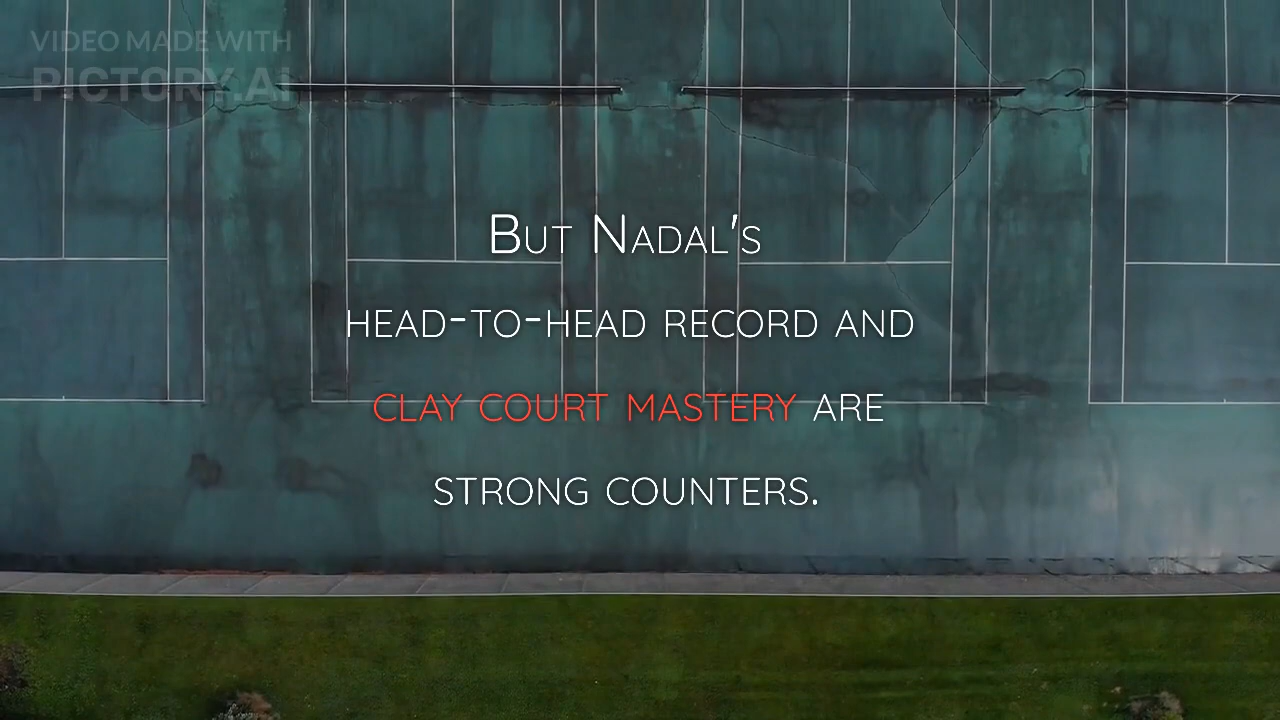 VIDEO MADE WITH
PICTORY.AI
But Nadal's
head-to-head record and
clay court mastery are
strong counters.